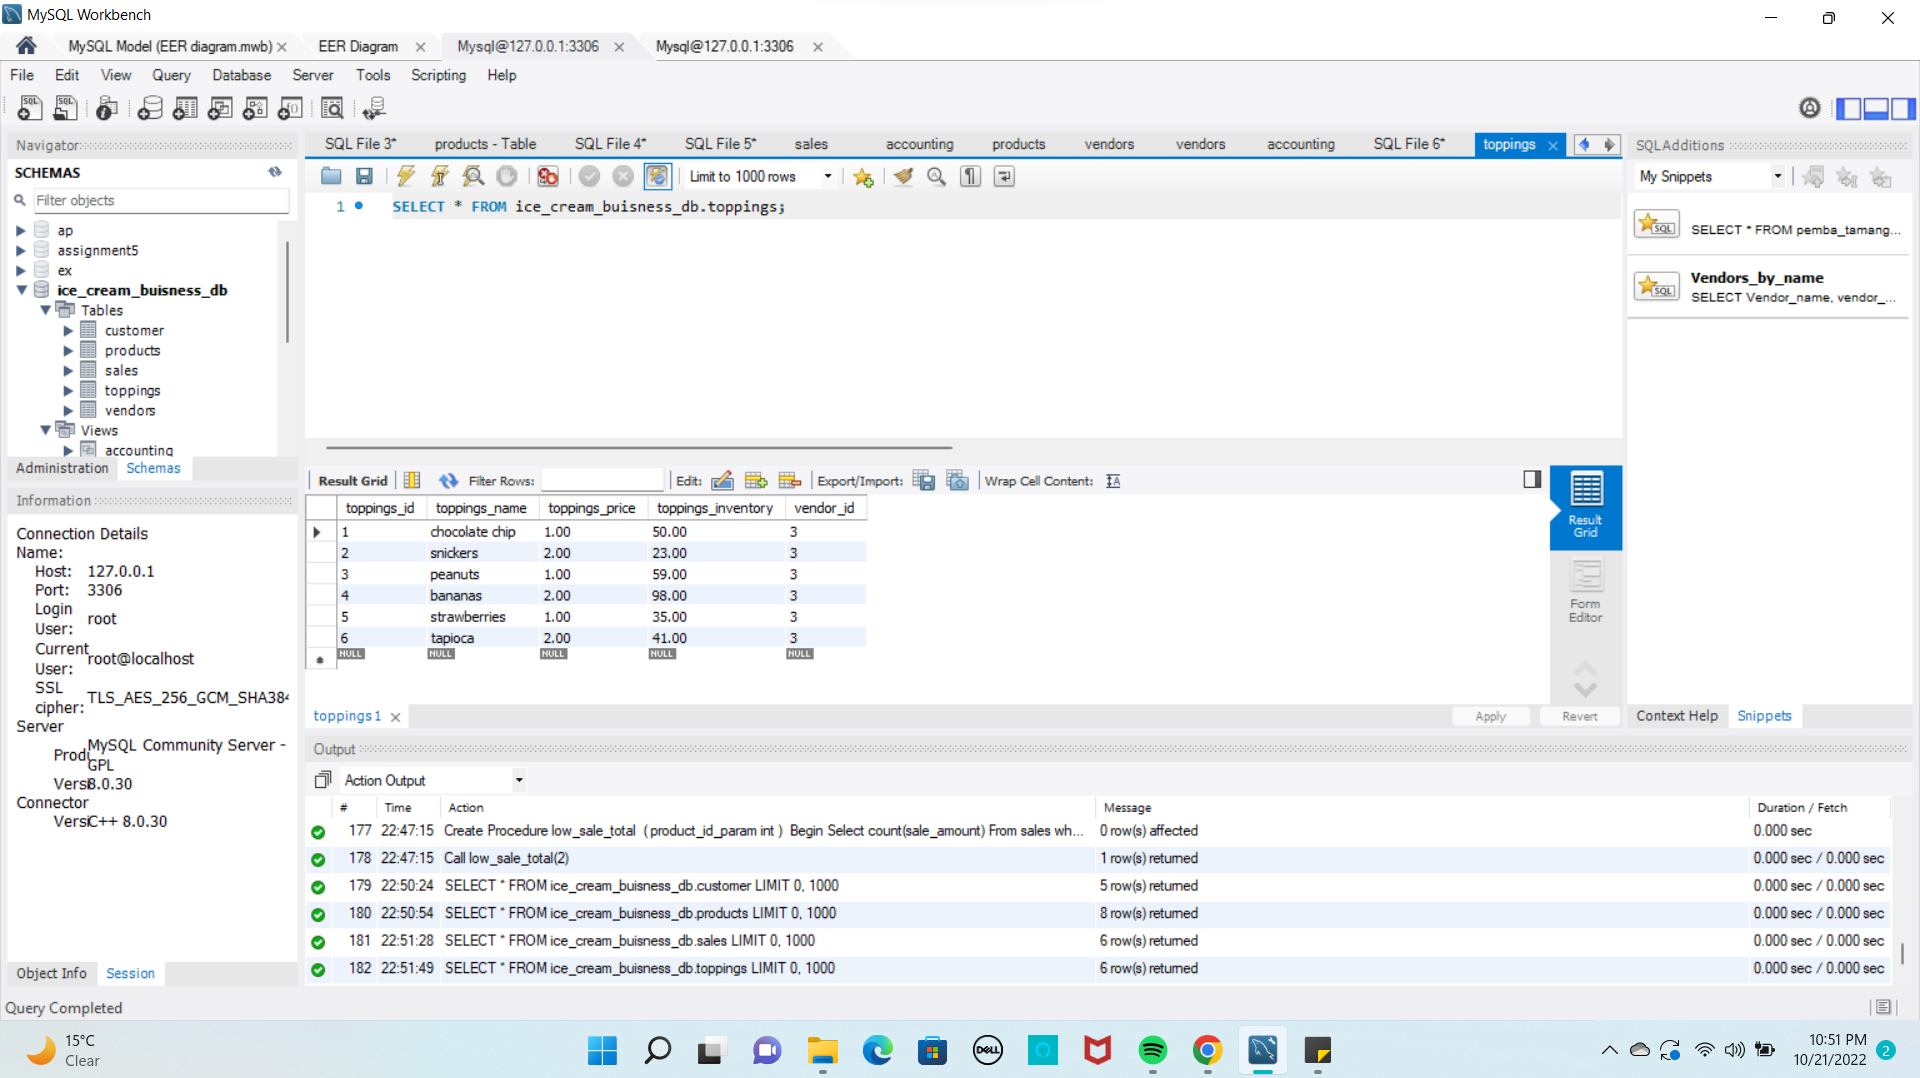 MySQL Workbench
MySQL Model (EER diagram.mwb) EER Diagram Mysql@127.0.0.1:3306 Mysql@127.0.0.1:3306
File Edit View Query Database Server Tools Scripting Help
Navigator SQL File 3* products - Table SQL File 4* SQL File 5* sales accounting products vendors vendors accounting SQL File 6* toppings SQLAdditions
SCHEMAS
Limit to 1000 rows My Snippets
Filter objects
1 SELECT * FROM ice_cream_buisness_db.toppings;
ap
assignment5
ex
ice_cream_buisness_db
Tables
customer
products
sales
toppings
vendors
Views
accounting
SELECT * FROM pemba_tamang...
Vendors_by_name
SELECT Vendor_name, vendor_...
Administration Schemas
Result Grid Filter Rows: Edit: Export/Import: Wrap Cell Content:
Result Grid
Form Editor
toppings_id toppings_name toppings_price toppings_inventory vendor_id
1 chocolate chip 1.00 50.00 3
2 snickers 2.00 23.00 3
3 peanuts 1.00 59.00 3
4 bananas 2.00 98.00 3
5 strawberries 1.00 35.00 3
6 tapioca 2.00 41.00 3
NULL NULL NULL NULL NULL
toppings 1 Apply Revert Context Help Snippets
Information
Connection Details
Name:
Host: 127.0.0.1
Port: 3306
Login User: root
Current User: root@localhost
SSL cipher: TLS_AES_256_GCM_SHA384
Server
Produ MySQL Community Server - GPL
Versi 8.0.30
Connector
Versi C++ 8.0.30
Object Info Session
Output
Action Output
# Time Action Message Duration / Fetch
177 22:47:15 Create Procedure low_sale_total ( product_id_param int ) Begin Select count(sale_amount) From sales wh... 0 row(s) affected 0.000 sec
178 22:47:15 Call low_sale_total(2) 1 row(s) returned 0.000 sec / 0.000 sec
179 22:50:24 SELECT * FROM ice_cream_buisness_db.customer LIMIT 0, 1000 5 row(s) returned 0.000 sec / 0.000 sec
180 22:50:54 SELECT * FROM ice_cream_buisness_db.products LIMIT 0, 1000 8 row(s) returned 0.000 sec / 0.000 sec
181 22:51:28 SELECT * FROM ice_cream_buisness_db.sales LIMIT 0, 1000 6 row(s) returned 0.000 sec / 0.000 sec
182 22:51:49 SELECT * FROM ice_cream_buisness_db.toppings LIMIT 0, 1000 6 row(s) returned 0.000 sec / 0.000 sec
Query Completed
15°C
Clear
DELL
10:51 PM
10/21/2022
2